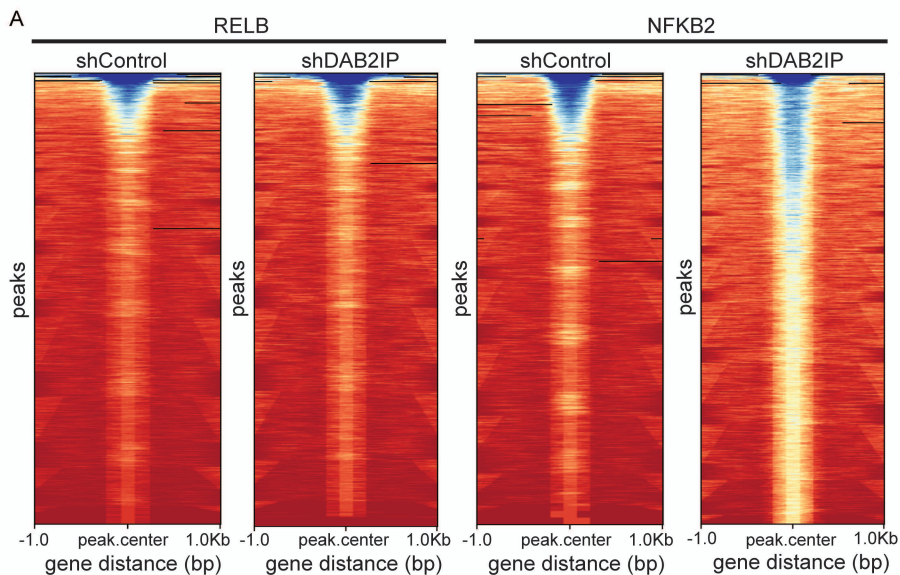 A
RELB NFKB2
shControl shDAB2IP shControl shDAB2IP
peaks peaks peaks peaks
-1.0 peak.center 1.0Kb -1.0 peak.center 1.0Kb -1.0 peak.center 1.0Kb -1.0 peak.center 1.0Kb
gene distance (bp) gene distance (bp) gene distance (bp) gene distance (bp)